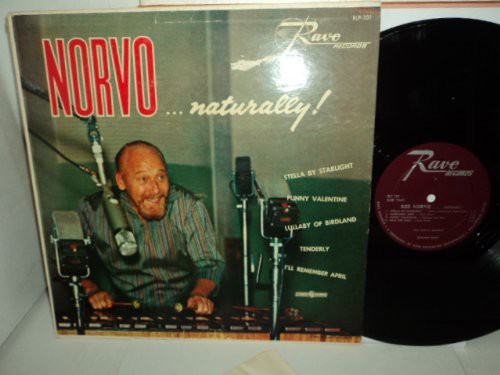 RLP-101
Rave
RECORDS
NORVO
...naturally!
STELLA BY STARLIGHT
FUNNY VALENTINE
LULLABY OF BIRDLAND
TENDERLY
I'LL REMEMBER APRIL
Rave
RECORDS
RED NORVO